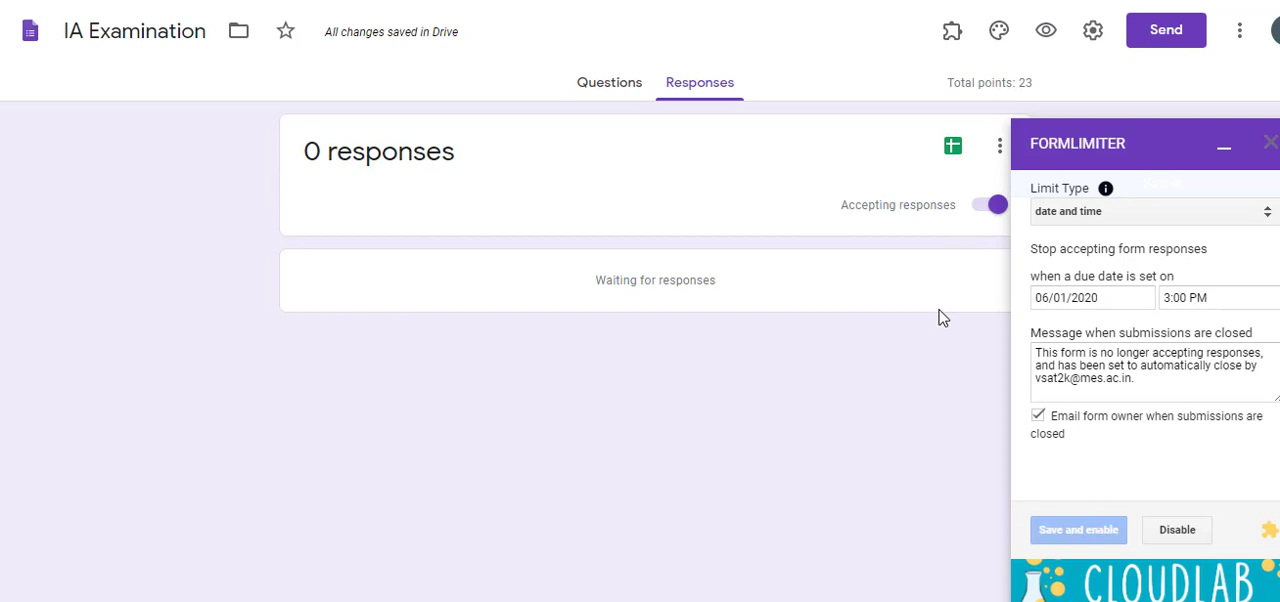 IA Examination
All changes saved in Drive
Send
Questions
Responses
Total points: 23
0 responses
Accepting responses
Waiting for responses
FORMLIMITER
Limit Type
date and time
Stop accepting form responses
when a due date is set on
06/01/2020
3:00 PM
Message when submissions are closed
This form is no longer accepting responses,
and has been set to automatically close by
vsat2k@mes.ac.in.
Email form owner when submissions are
closed
Save and enable
Disable
CLOUDLAB